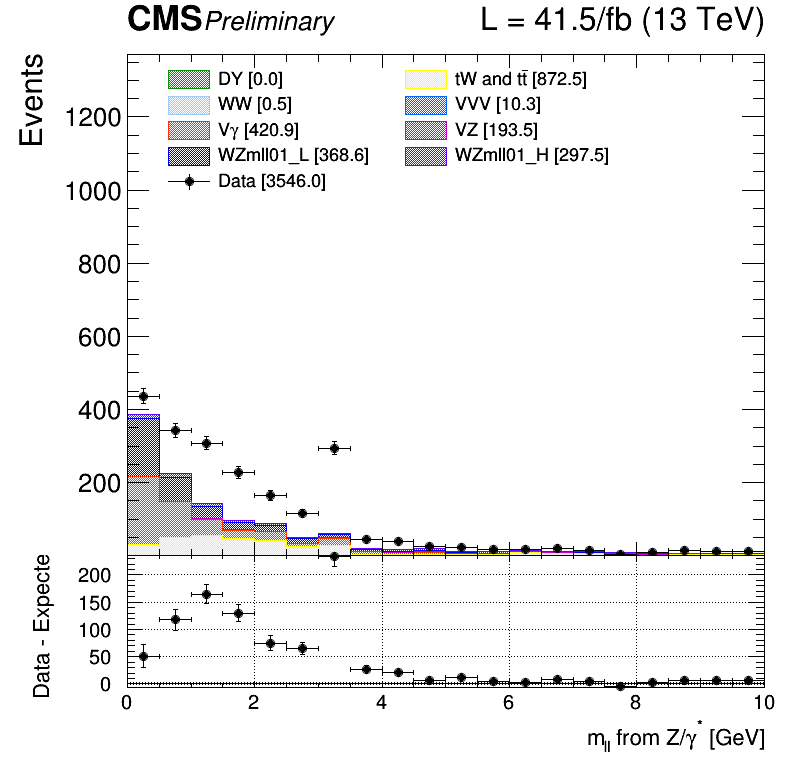 CMS Preliminary L = 41.5/fb (13 TeV)
Events
DY [0.0]
tW and tt̄ [872.5]
WW [0.5]
VVV [10.3]
Vγ [420.9]
VZ [193.5]
WZmll01_L [368.6]
WZmll01_H [297.5]
Data [3546.0]
1200
1000
800
600
400
200
Data - Expecte
200
150
100
50
0
0 2 4 6 8 10
m_ll from Z/γ* [GeV]